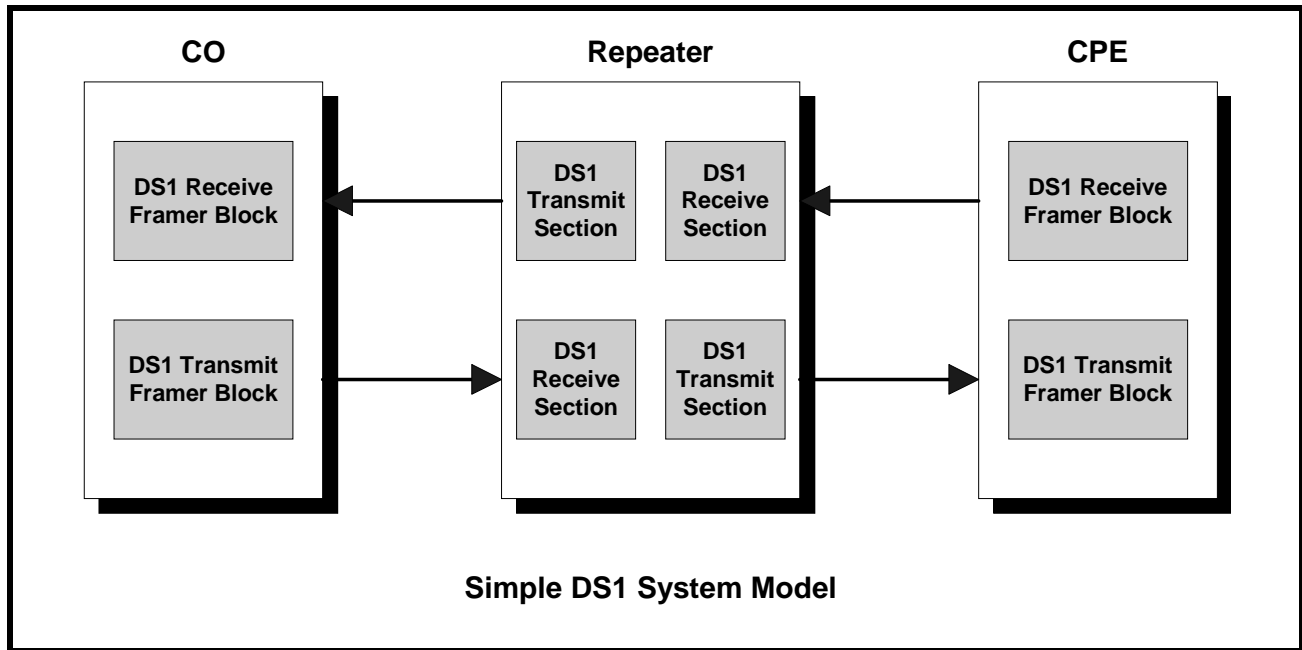 CO
Repeater
CPE
DS1 Receive
Framer Block
DS1
Transmit
Section
DS1
Receive
Section
DS1 Receive
Framer Block
DS1 Transmit
Framer Block
DS1
Receive
Section
DS1
Transmit
Section
DS1 Transmit
Framer Block
Simple DS1 System Model